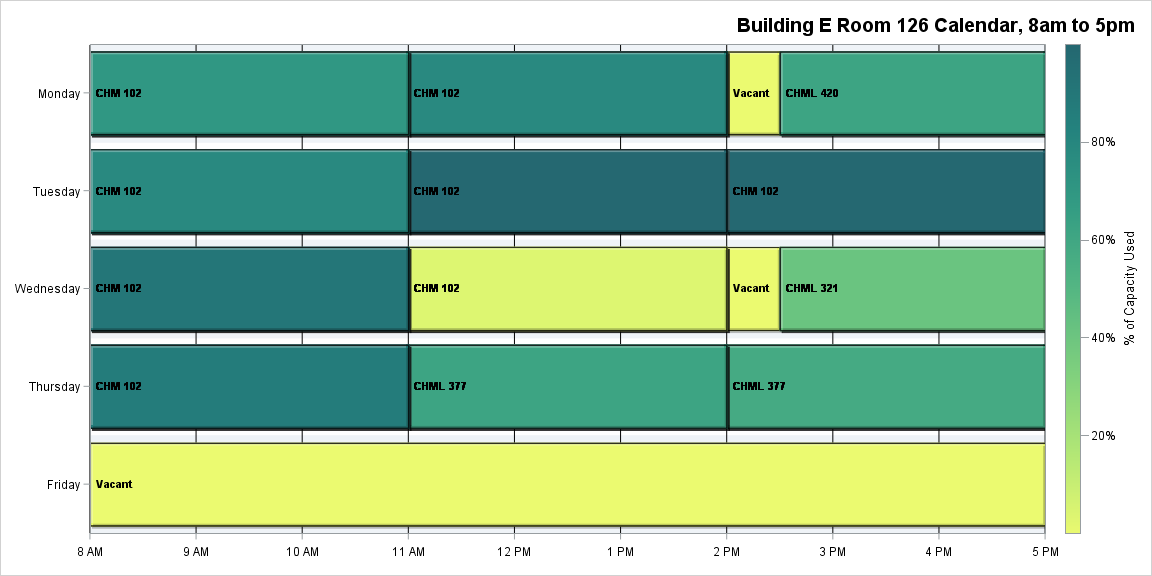 Building E Room 126 Calendar, 8am to 5pm
Monday
CHM 102
CHM 102
Vacant
CHML 420
Tuesday
CHM 102
CHM 102
CHM 102
Wednesday
CHM 102
CHM 102
Vacant
CHML 321
Thursday
CHM 102
CHML 377
CHML 377
Friday
Vacant
8 AM 9 AM 10 AM 11 AM 12 PM 1 PM 2 PM 3 PM 4 PM 5 PM
80%
60%
40%
20%
% of Capacity Used